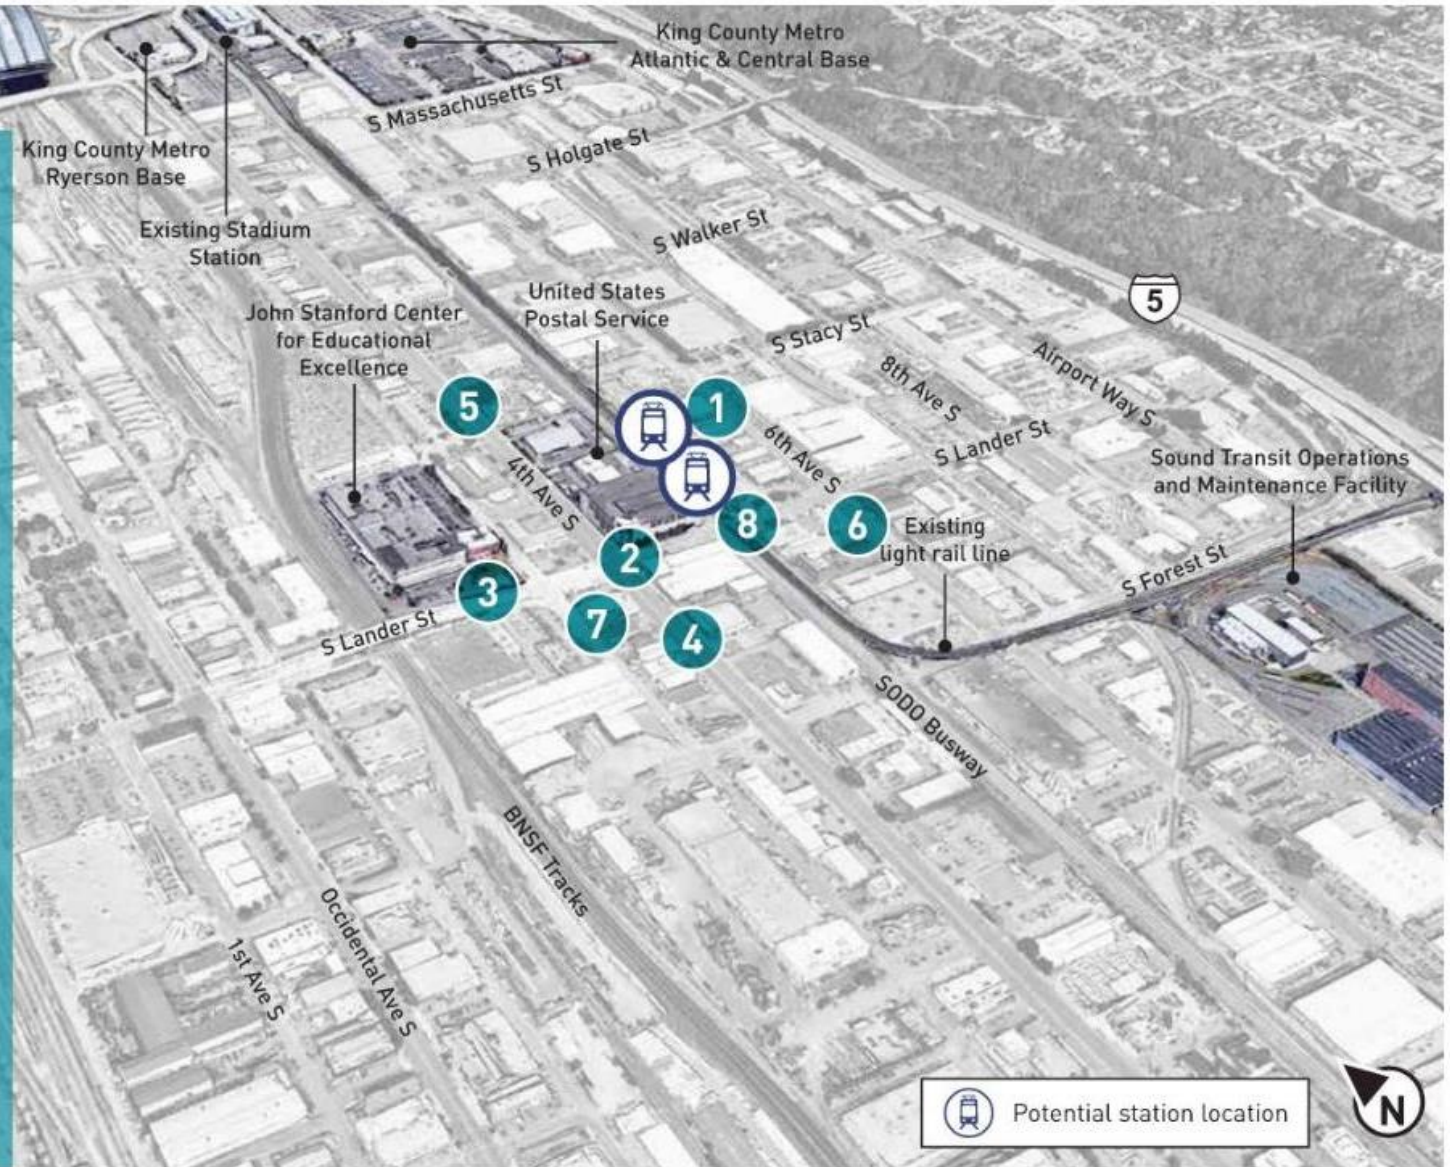 King County Metro
Atlantic & Central Base
S Massachusetts St
King County Metro
Ryerson Base
S Holgate St
Existing Stadium
Station
S Walker St
John Stanford Center
for Educational
Excellence
United States
Postal Service
5
S Stacy St
Airport Way S
8th Ave S
5
1
6th Ave S
S Lander St
4th Ave S
Sound Transit Operations
and Maintenance Facility
8
6
Existing
light rail line
2
S Forest St
3
7
4
S Lander St
SODO Busway
BNSF Tracks
Occidental Ave S
1st Ave S
Potential station location
N